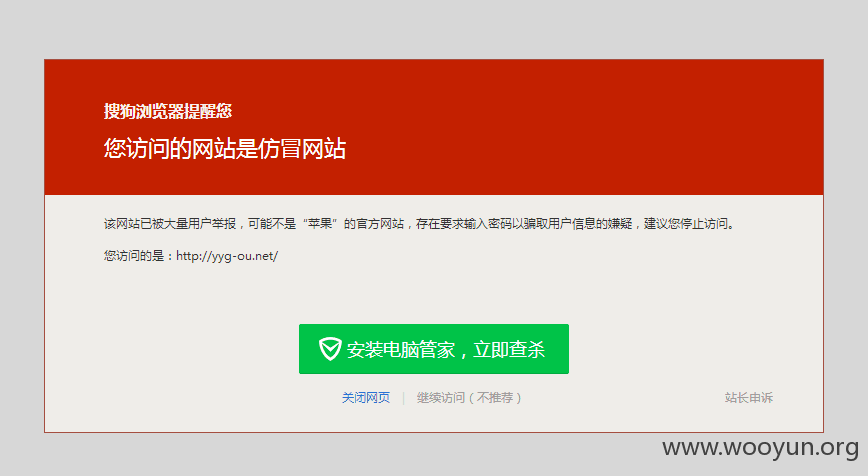 搜狗浏览器提醒您
您访问的网站是仿冒网站
该网站已被大量用户举报，可能不是“苹果”的官方网站，存在要求输入密码以骗取用户信息的嫌疑，建议您停止访问。
您访问的是：http://yyg-ou.net/
安装电脑管家，立即查杀
关闭网页 | 继续访问（不推荐） 站长申诉
www.wooyun.org